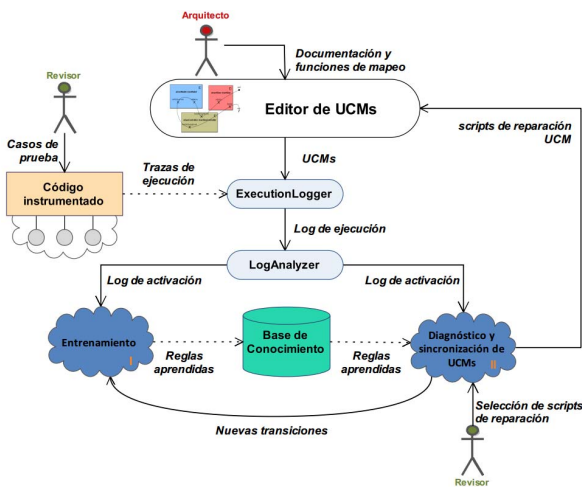 Arquitecto
Documentación y
funciones de mapeo
Revisor
Editor de UCMs
scripts de reparación
UCM
Casos de
prueba
Trazas de
ejecución
UCMs
Código
instrumentado
ExecutionLogger
Log de ejecución
LogAnalyzer
Log de activación
Log de activación
Entrenamiento
I
Reglas
aprendidas
Base de
Conocimiento
Reglas
aprendidas
Diagnóstico y
sincronización de
UCMs
II
Nuevas transiciones
Selección de scripts
de reparación
Revisor